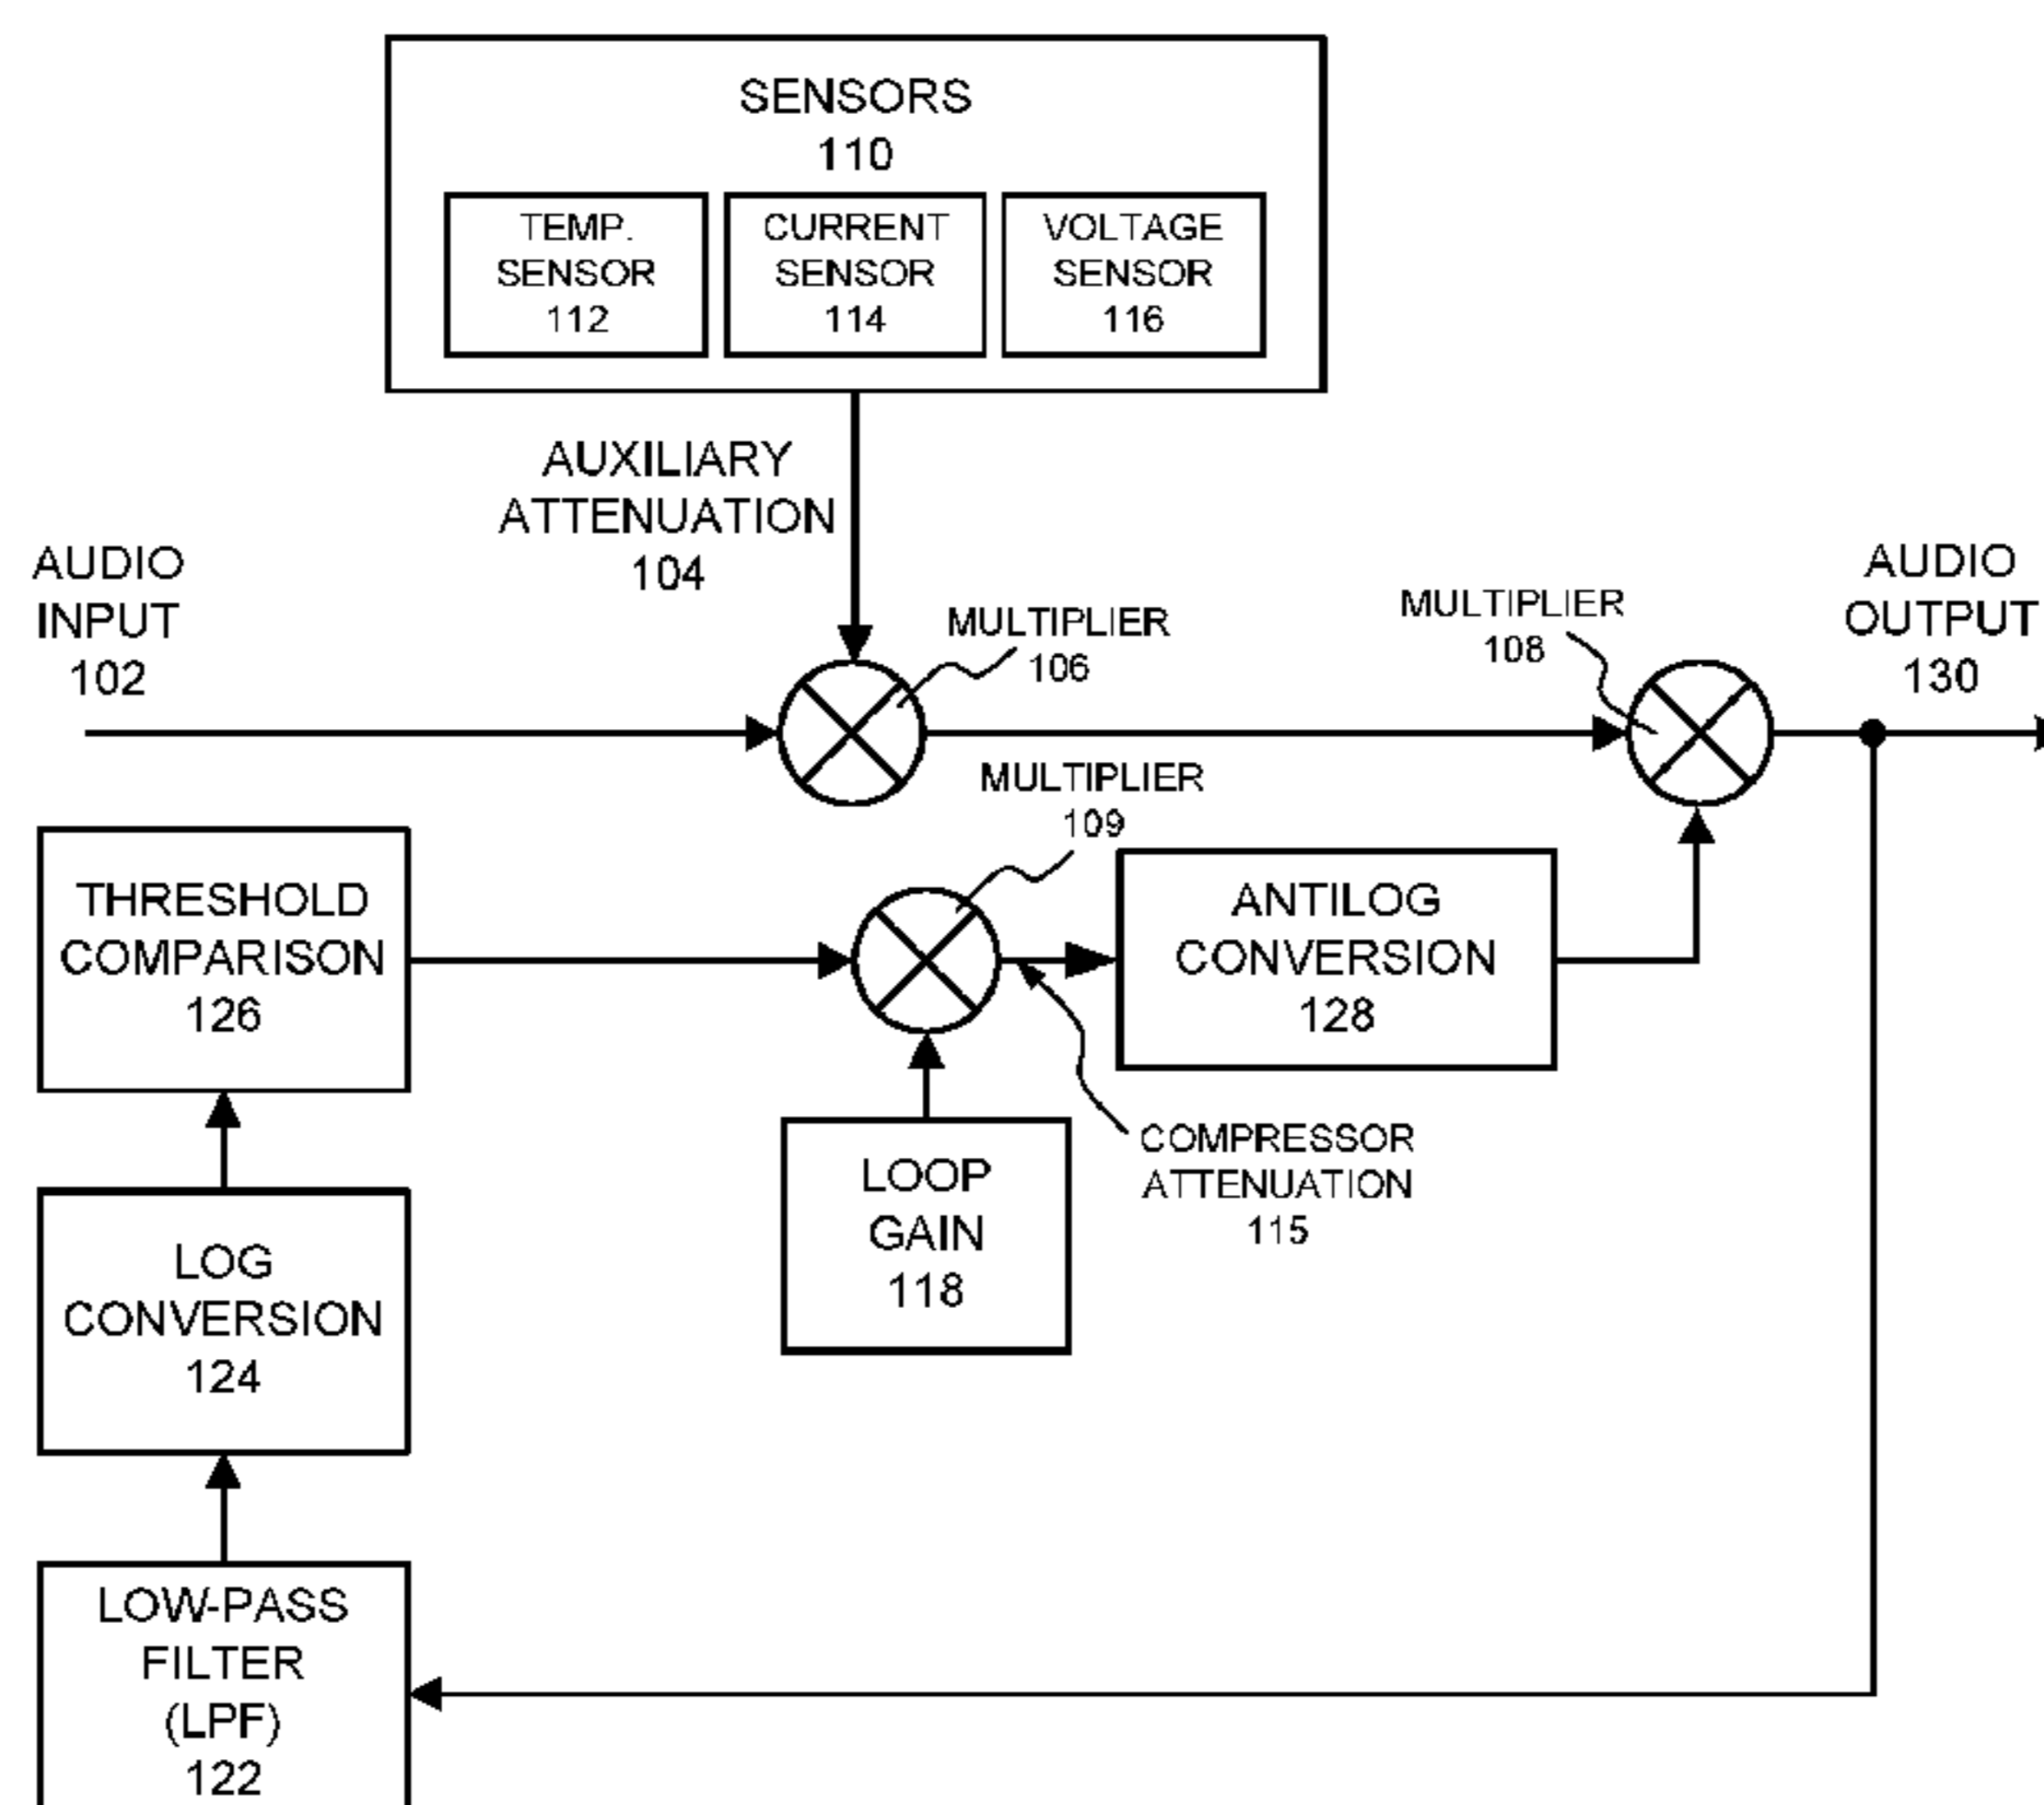 SENSORS
110
TEMP.
SENSOR
112
CURRENT
SENSOR
114
VOLTAGE
SENSOR
116
AUXILIARY
ATTENUATION
104
AUDIO
INPUT
102
MULTIPLIER
106
MULTIPLIER
108
AUDIO
OUTPUT
130
MULTIPLIER
109
THRESHOLD
COMPARISON
126
ANTILOG
CONVERSION
128
LOOP
GAIN
118
COMPRESSOR
ATTENUATION
115
LOG
CONVERSION
124
LOW-PASS
FILTER
(LPF)
122